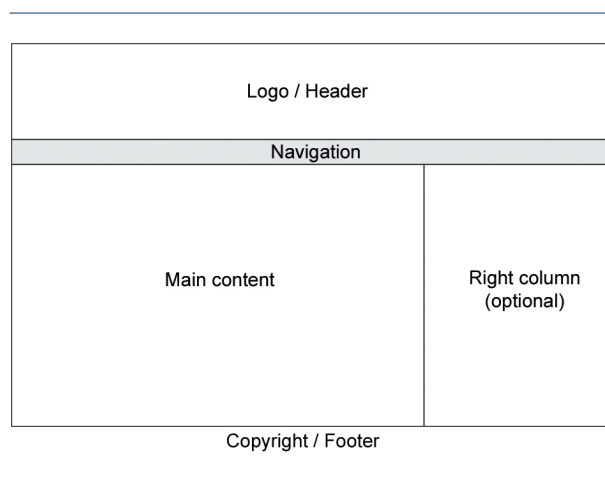 Logo / Header
Navigation
Main content
Right column
(optional)
Copyright / Footer